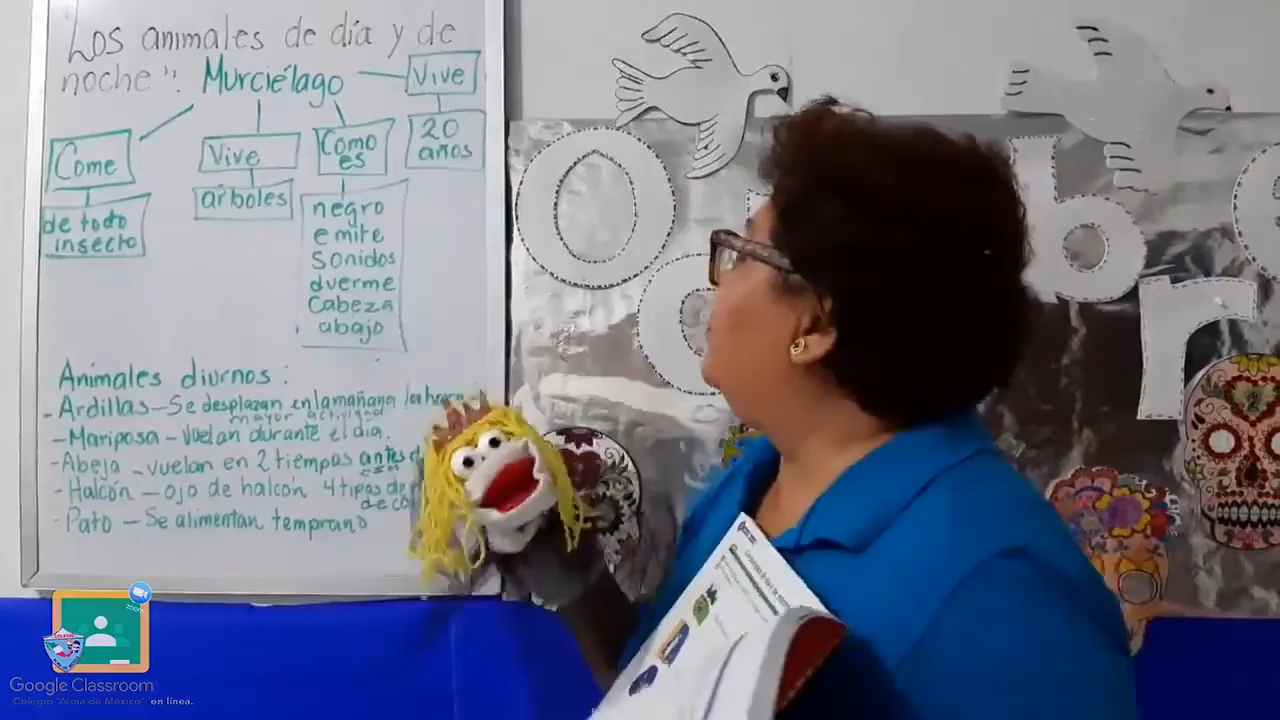 Los animales de día y de
noche":
Murciélago
Vive
20
años
Come
de todo
insecto
Vive
árboles
Como
es
negro
emite
sonidos
duerme
Cabeza
abajo
Animales diurnos:
- Ardillas – Se desplazan en la mañana la hora
mayor actividad
- Mariposa – vuelan durante el día.
- Abeja – vuelan en 2 tiempos antes
- Halcón – ojo de halcón 4 tipos de
de
- Pato – Se alimentan temprano
O
c
b
r
zoom
COLEGIO
Google Classroom
Colegio "Alma de México" en línea.